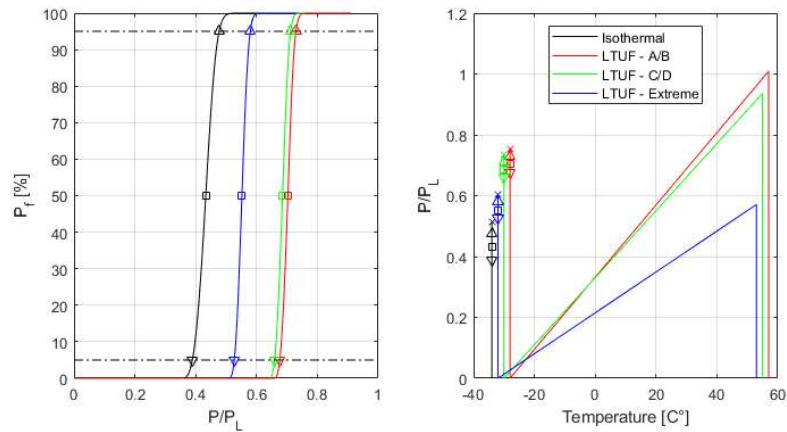 100
90
80
70
60
50
40
30
20
10
0
P_f [%]
0 0.2 0.4 0.6 0.8 1
P/P_L
1.2
1
0.8
0.6
0.4
0.2
0
P/P_L
-40 -20 0 20 40 60
Temperature [C°]
Isothermal
LTUF - A/B
LTUF - C/D
LTUF - Extreme